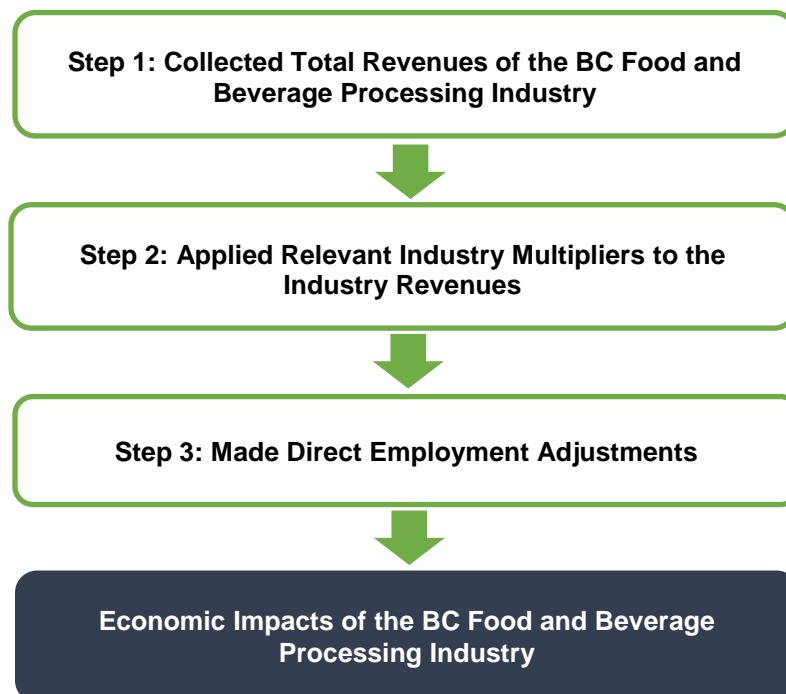 Step 1: Collected Total Revenues of the BC Food and
Beverage Processing Industry
Step 2: Applied Relevant Industry Multipliers to the
Industry Revenues
Step 3: Made Direct Employment Adjustments
Economic Impacts of the BC Food and Beverage
Processing Industry